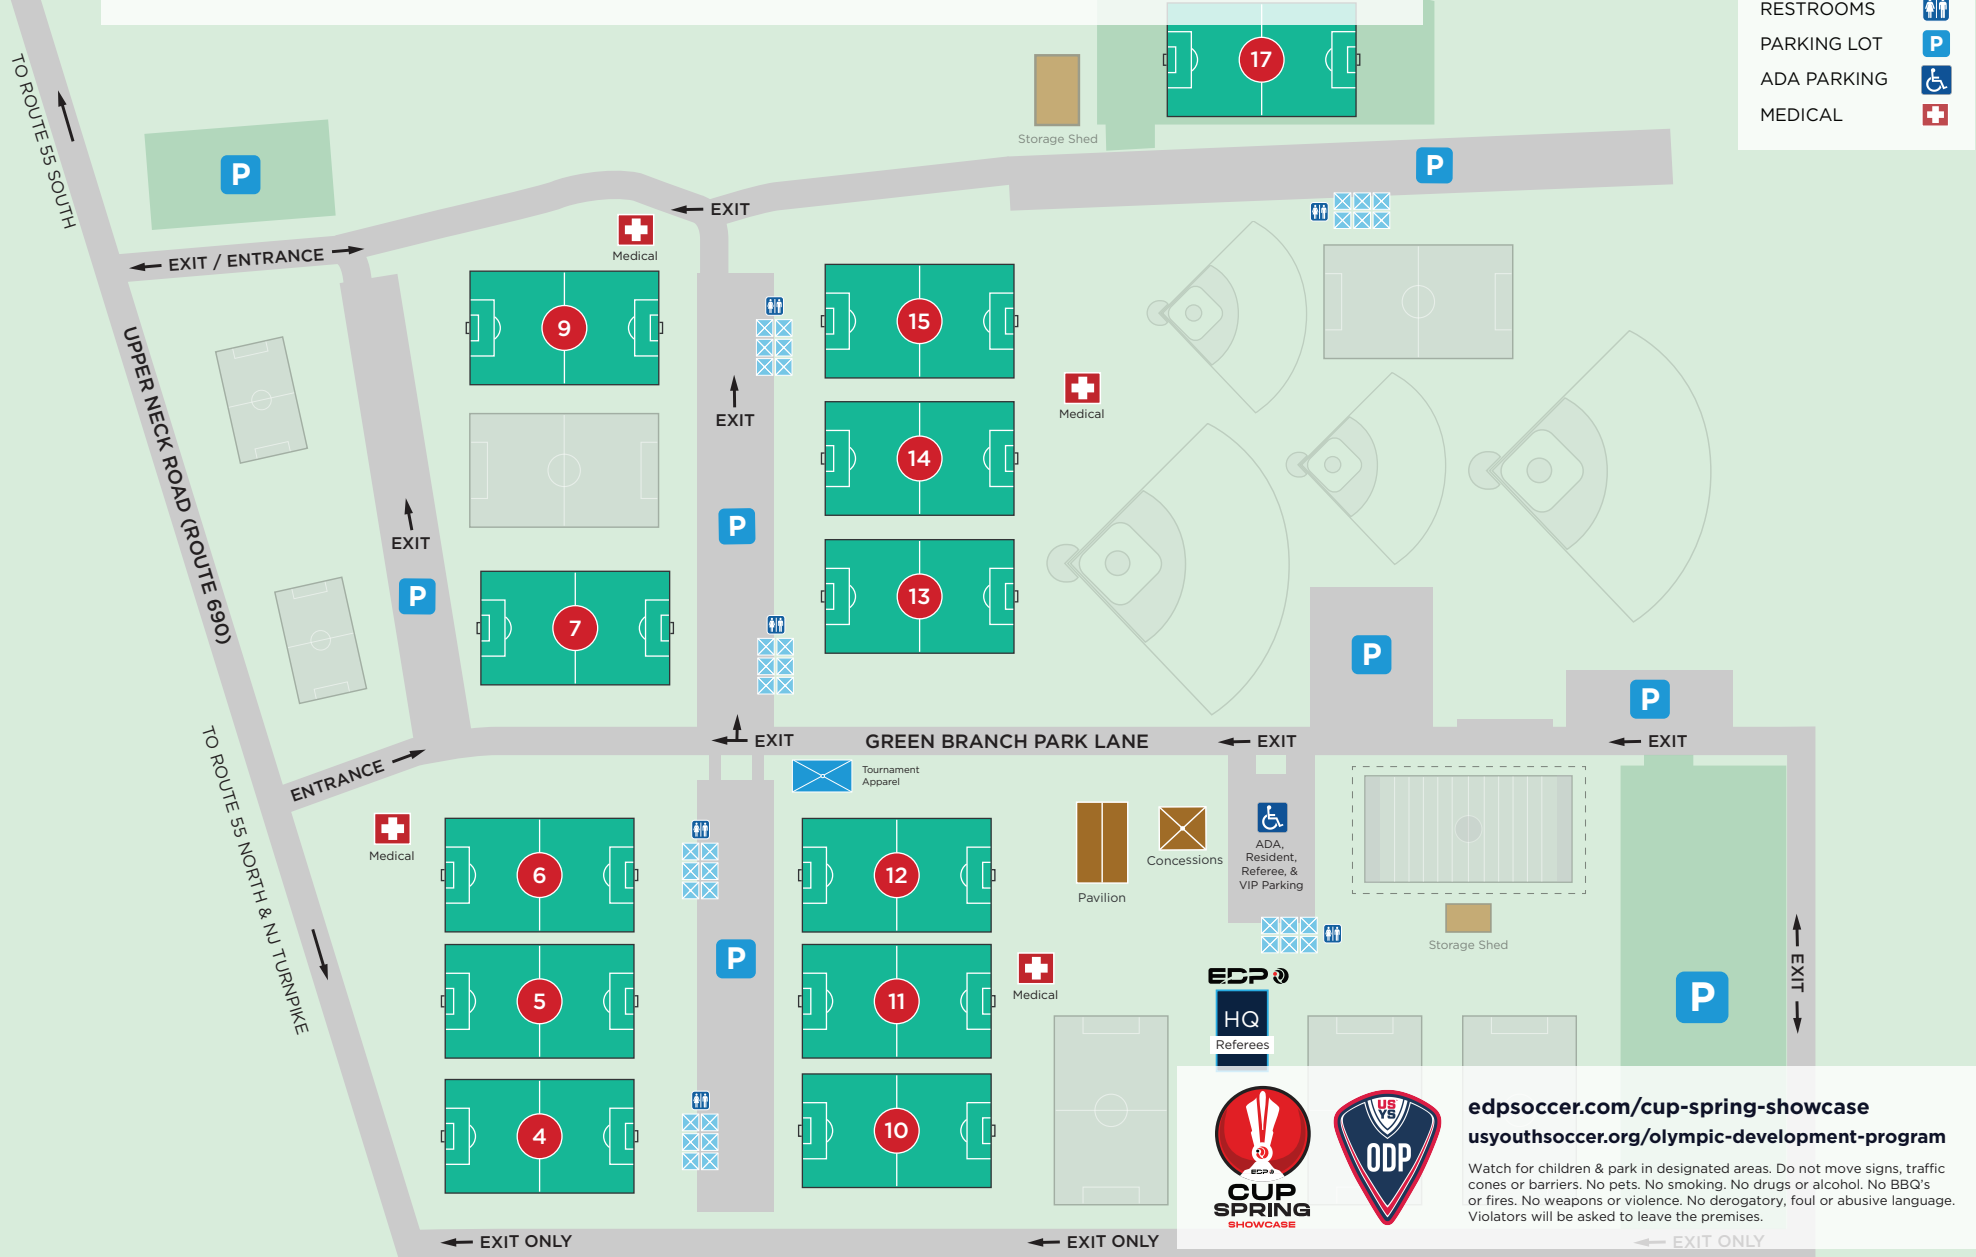 RESTROOMS
PARKING LOT
P
ADA PARKING
MEDICAL
17
Storage Shed
P
P
TO ROUTE 55 SOUTH
EXIT
EXIT / ENTRANCE
Medical
9
15
Medical
UPPER NECK ROAD (ROUTE 690)
EXIT
14
P
EXIT
P
13
7
P
P
EXIT
GREEN BRANCH PARK LANE
EXIT
EXIT
ENTRANCE
Tournament
Apparel
TO ROUTE 55 NORTH & NJ TURNPIKE
Medical
6
12
Pavilion
Concessions
ADA,
Resident,
Referee, &
VIP Parking
Storage Shed
P
5
11
Medical
EDP
HQ
Referees
P
EXIT
4
10
EDP
CUP
SPRING
SHOWCASE
US
YS
ODP
edpsoccer.com/cup-spring-showcase
usyouthsoccer.org/olympic-development-program
Watch for children & park in designated areas. Do not move signs, traffic
cones or barriers. No pets. No smoking. No drugs or alcohol. No BBQ's
or fires. No weapons or violence. No derogatory, foul or abusive language.
Violators will be asked to leave the premises.
EXIT ONLY
EXIT ONLY
EXIT ONLY